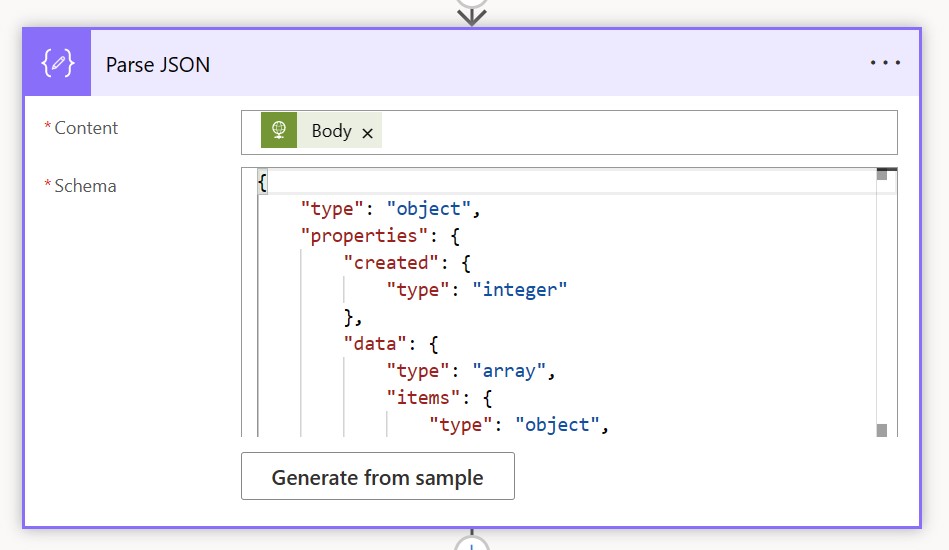 Parse JSON
* Content
Body ×
* Schema
{
    "type": "object",
    "properties": {
        "created": {
            "type": "integer"
        },
        "data": {
            "type": "array",
            "items": {
                "type": "object",
Generate from sample